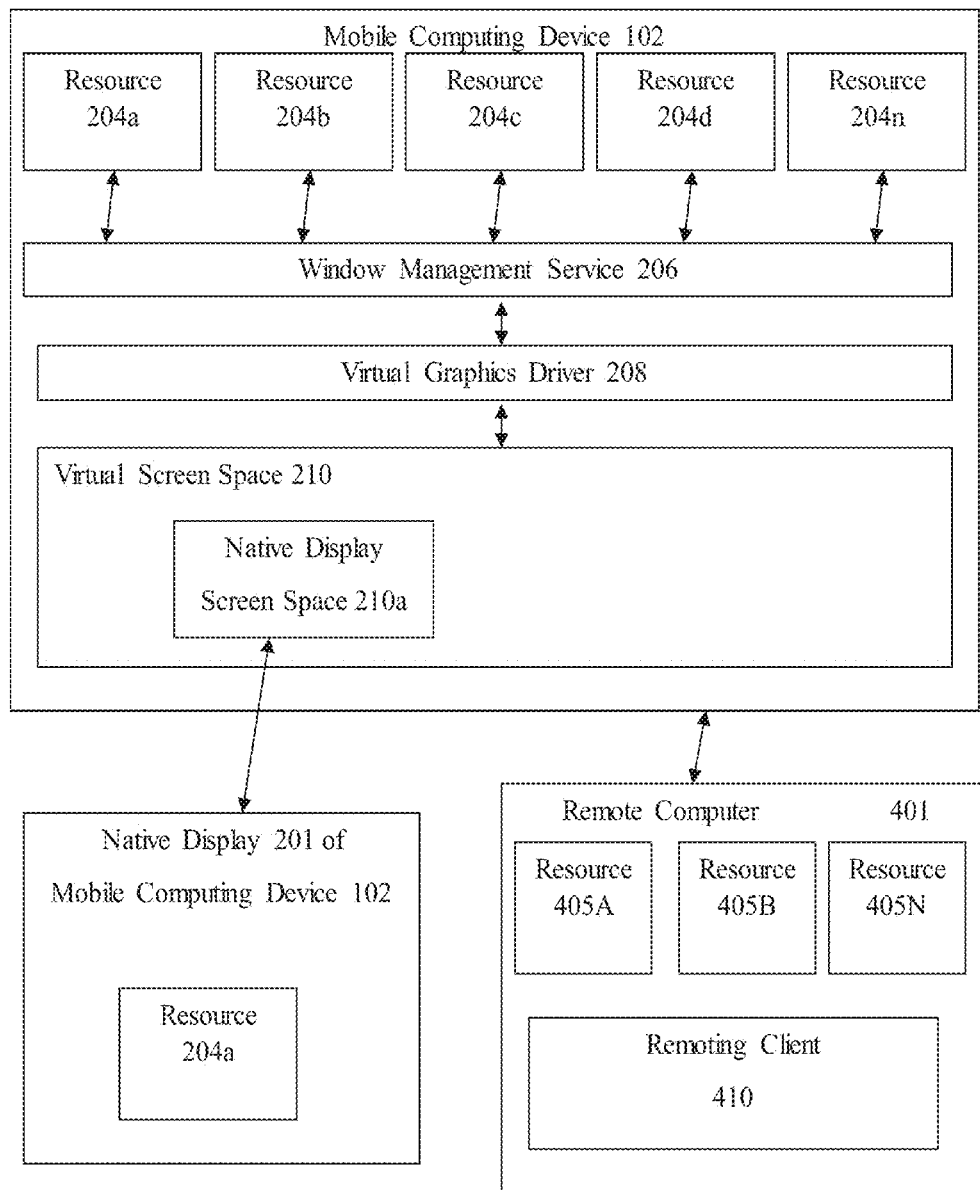 Mobile Computing Device 102
Resource
204a
Resource
204b
Resource
204c
Resource
204d
Resource
204n
Window Management Service 206
Virtual Graphics Driver 208
Virtual Screen Space 210
Native Display
Screen Space 210a
Native Display 201 of
Mobile Computing Device 102
Resource
204a
Remote Computer 401
Resource
405A
Resource
405B
Resource
405N
Remoting Client
410